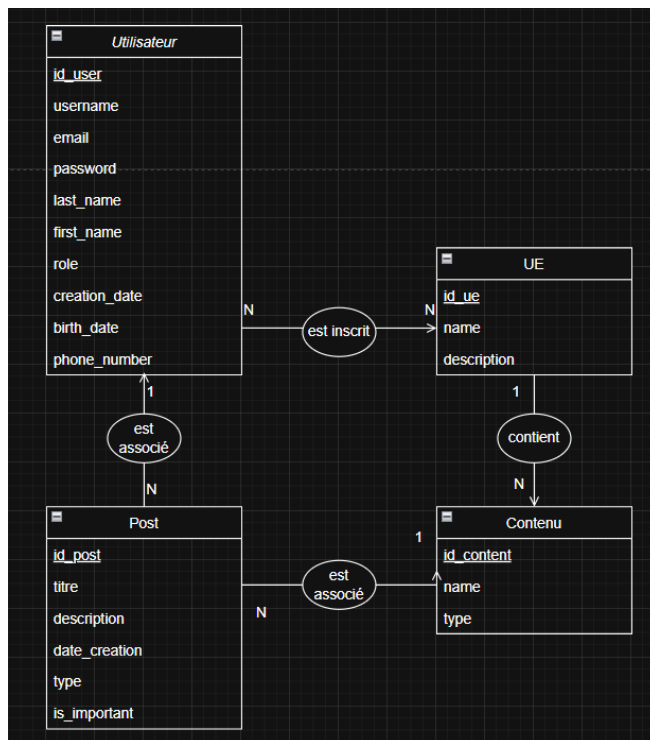 Utilisateur
id_user
username
email
password
last_name
first_name
role
creation_date
birth_date
phone_number
N
est inscrit
N
UE
id_ue
name
description
1
est
associé
N
1
contient
N
Post
id_post
titre
description
date_creation
type
is_important
N
est
associé
1
Contenu
id_content
name
type